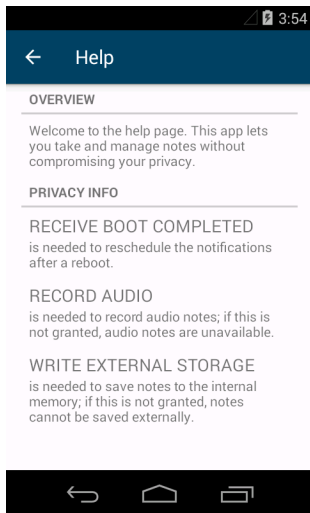 3:54
Help
OVERVIEW
Welcome to the help page. This app lets
you take and manage notes without
compromising your privacy.
PRIVACY INFO
RECEIVE BOOT COMPLETED
is needed to reschedule the notifications
after a reboot.
RECORD AUDIO
is needed to record audio notes; if this is
not granted, audio notes are unavailable.
WRITE EXTERNAL STORAGE
is needed to save notes to the internal
memory; if this is not granted, notes
cannot be saved externally.